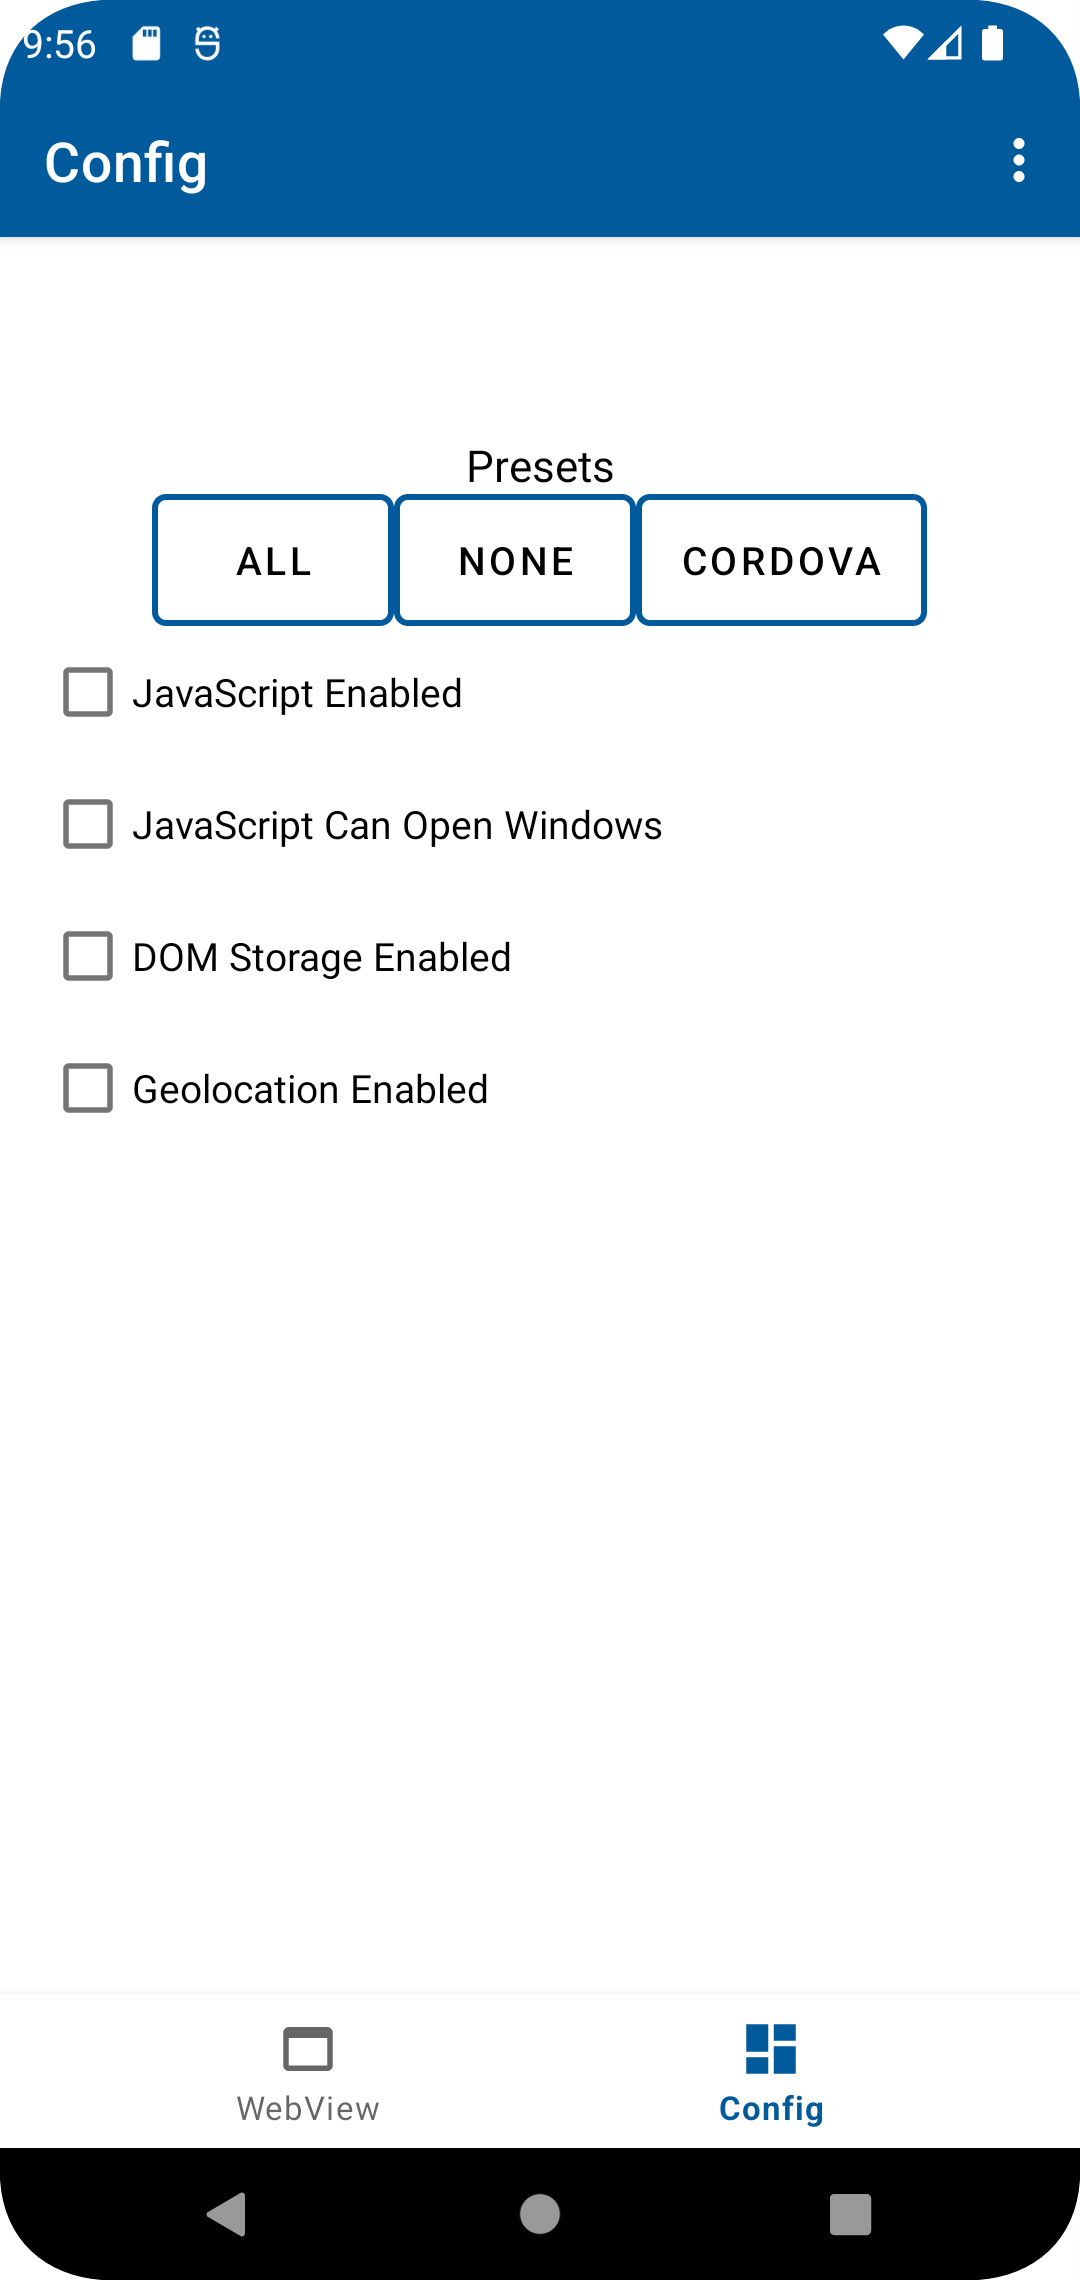 9:56
Config
Presets
ALL NONE CORDOVA
JavaScript Enabled
JavaScript Can Open Windows
DOM Storage Enabled
Geolocation Enabled
WebView Config